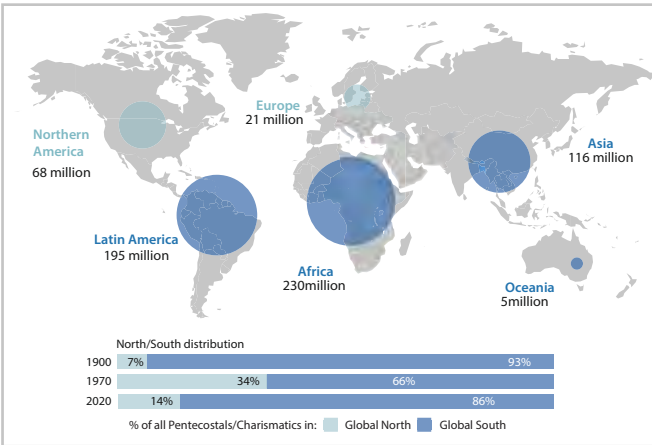 Northern
America
68 million
Europe
21 million
Asia
116 million
Latin America
195 million
Africa
230million
Oceania
5million
North/South distribution
1900 7% 93%
1970 34% 66%
2020 14% 86%
% of all Pentecostals/Charismatics in: Global North Global South